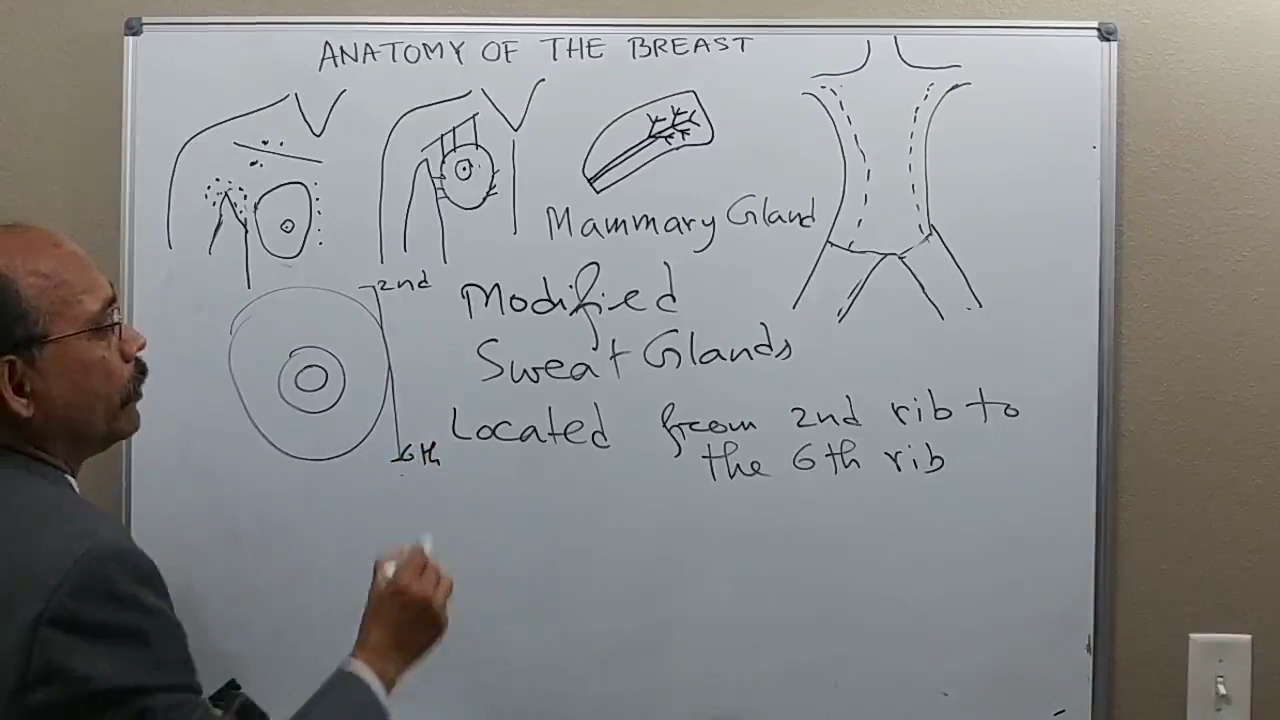 ANATOMY OF THE BREAST
Mammary Gland
2nd
Modified
Sweat Glands
Located from 2nd rib to
the 6th rib
6th